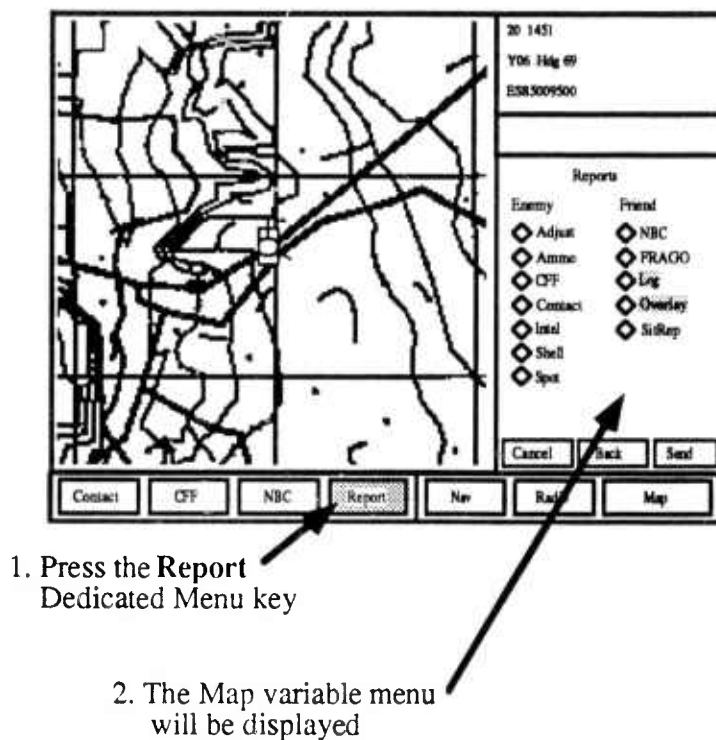 20 1451
Y06 Hdg 69
ES85009500
Reports
Enemy Friend
Adjust NBC
Ammo FRAGO
CFF Log
Contact Overlay
Intel SitRep
Shell
Spot
Cancel Back Send
Contact CFF NBC Report Nav Radio Map
1. Press the Report
Dedicated Menu key
2. The Map variable menu
will be displayed